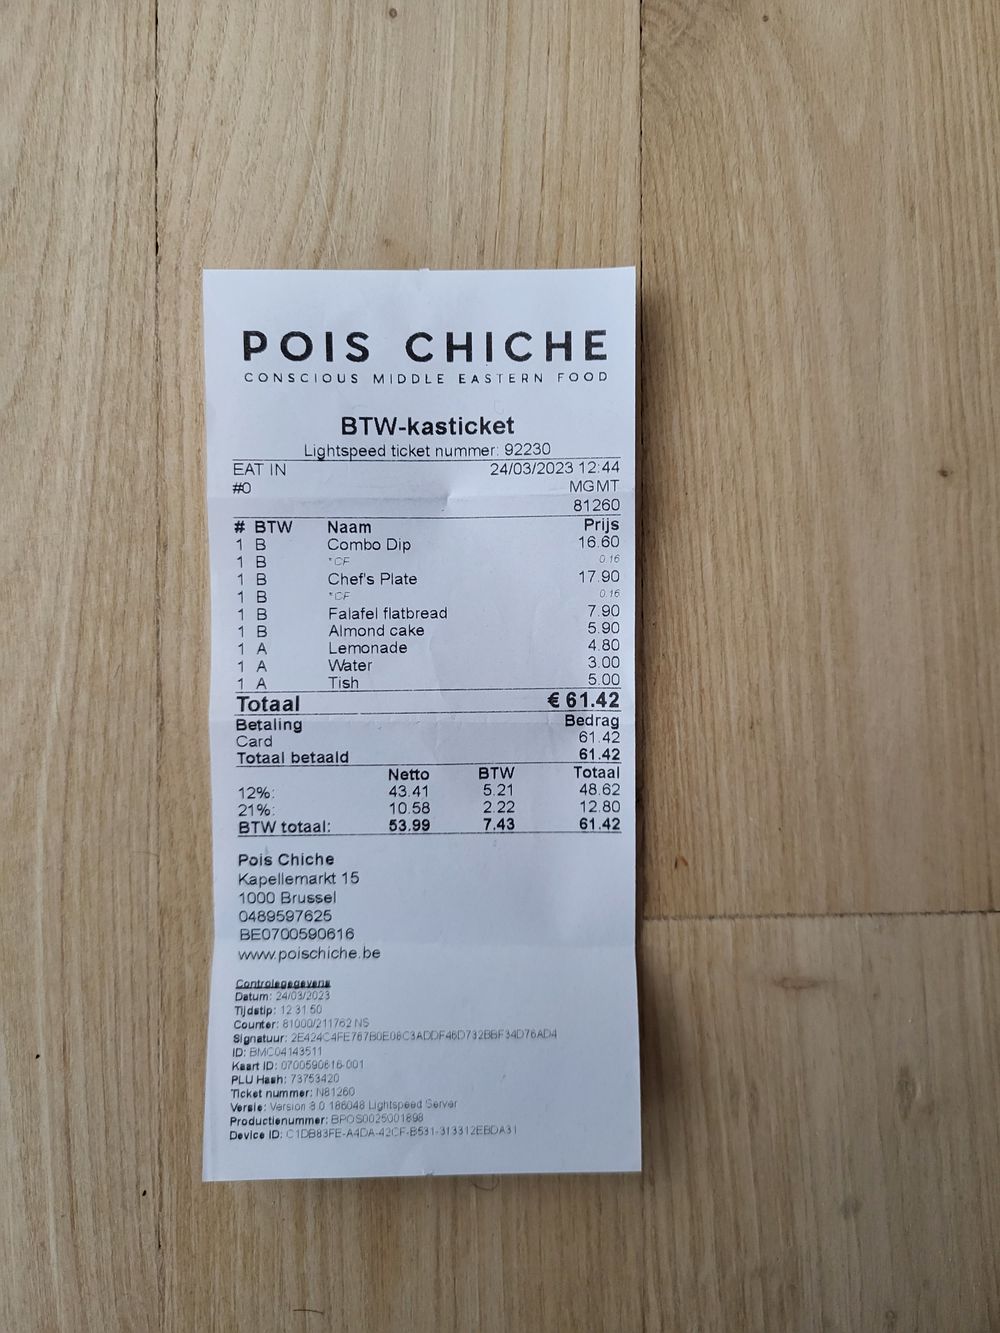 POIS CHICHE
CONSCIOUS MIDDLE EASTERN FOOD
BTW-kasticket
Lightspeed ticket nummer: 92230
EAT IN 24/03/2023 12:44
#0 MGMT
81260
# BTW Naam Prijs
1 B Combo Dip 16.60
1 B *CF 0.16
1 B Chef's Plate 17.90
1 B *CF 0.16
1 B Falafel flatbread 7.90
1 B Almond cake 5.90
1 A Lemonade 4.80
1 A Water 3.00
1 A Tish 5.00
Totaal € 61.42
Betaling Bedrag
Card 61.42
Totaal betaald 61.42
Netto BTW Totaal
12%: 43.41 5.21 48.62
21%: 10.58 2.22 12.80
BTW totaal: 53.99 7.43 61.42
Pois Chiche
Kapellemarkt 15
1000 Brussel
0489597625
BE0700590616
www.poischiche.be
Controlegegevens
Datum: 24/03/2023
Tijdstip: 12 31 50
Counter: 81000/211762 NS
Signatuur: 2E424C4FE767B0E06C3ADDF46D732BBF34D76AD4
ID: BMC04143511
Kaart ID: 0700590616-001
PLU Hash: 73753420
Ticket nummer: N81260
Versie: Version 3.0 186048 Lightspeed Server
Productienummer: BPOS0025001898
Device ID: C1DB83FE-A4DA-42CF-B531-313312EBDA31